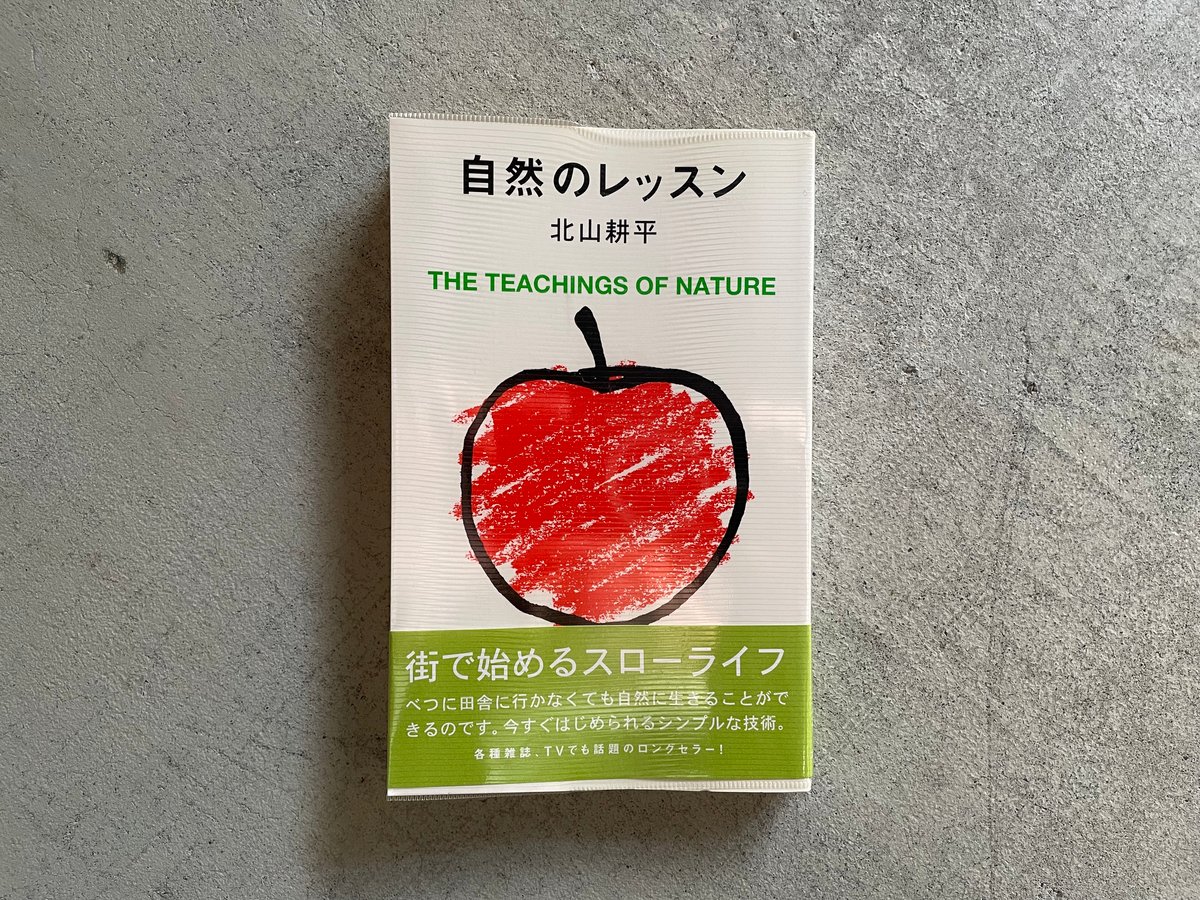 自然のレッスン
北山耕平
THE TEACHINGS OF NATURE
街で始めるスローライフ
べつに田舎に行かなくても自然に生きることがで
きるのです。今すぐはじめられるシンプルな技術。
各種雑誌、TVでも話題のロングセラー!